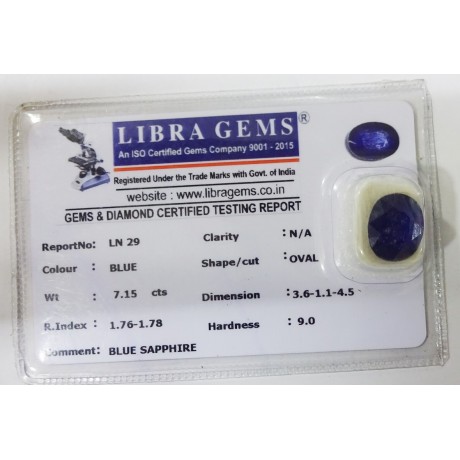 LIBRA GEMS ®
An ISO Certified Gems Company 9001 - 2015
Registered Under the Trade Marks with Govt. of India
website : www.libragems.co.in
GEMS & DIAMOND CERTIFIED TESTING REPORT
ReportNo: LN 29 Clarity : N/A
Colour : BLUE Shape/cut : OVAL
Wt : 7.15 cts Dimension : 3.6-1.1-4.5
R.Index : 1.76-1.78 Hardness : 9.0
Comment: BLUE SAPPHIRE